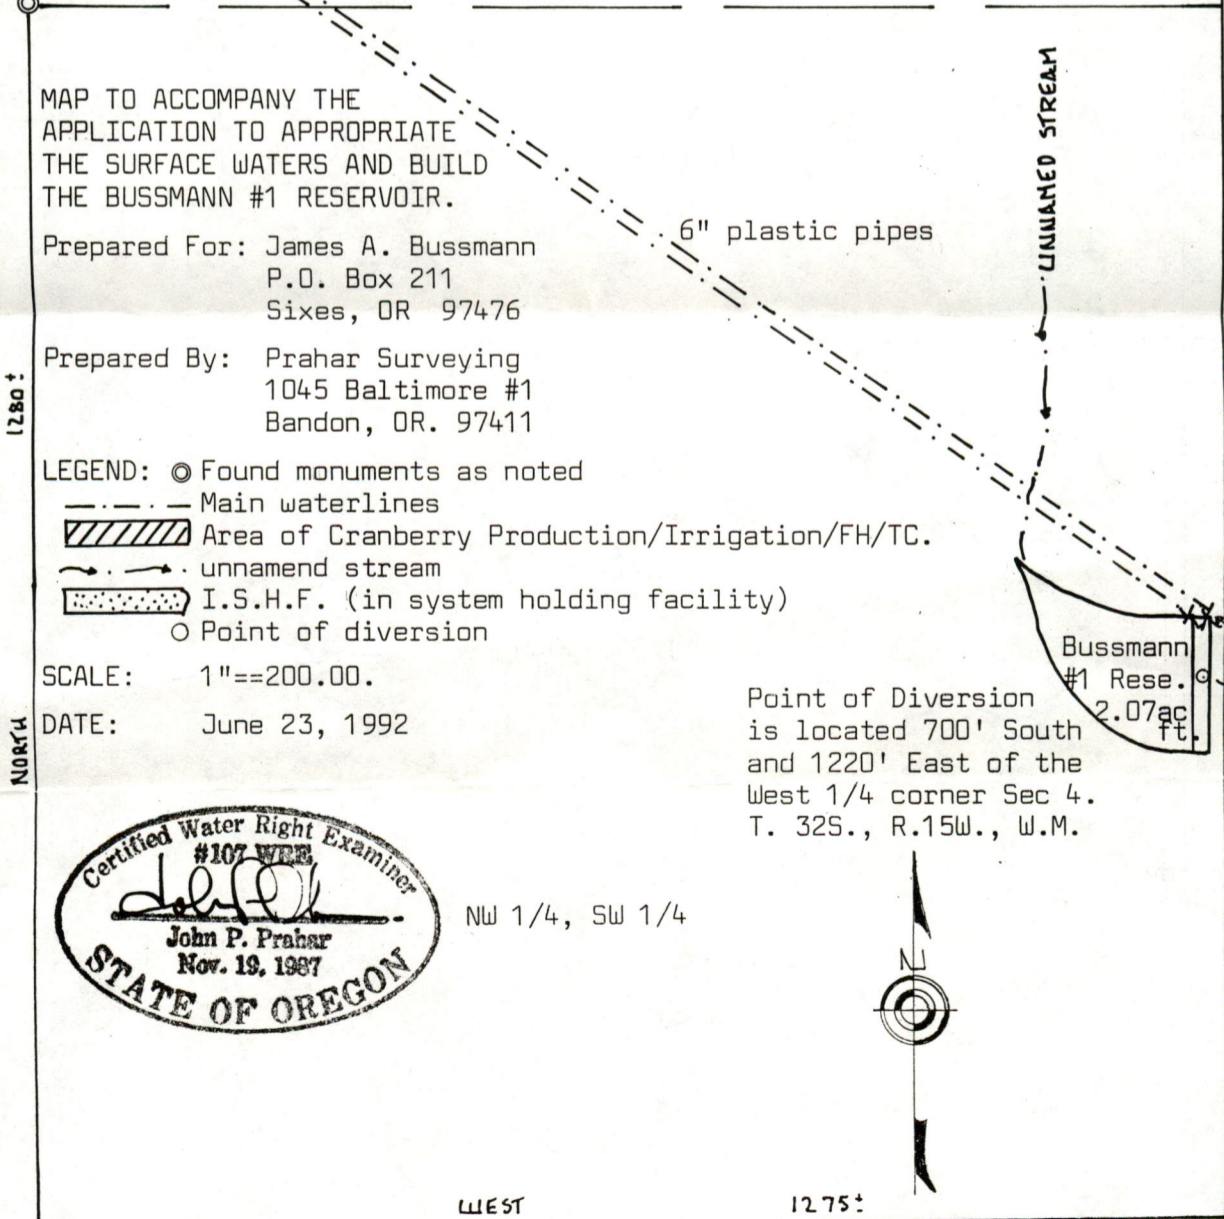 MAP TO ACCOMPANY THE
APPLICATION TO APPROPRIATE
THE SURFACE WATERS AND BUILD
THE BUSSMANN #1 RESERVOIR.
Prepared For: James A. Bussmann
P.O. Box 211
Sixes, OR 97476
Prepared By: Prahar Surveying
1045 Baltimore #1
Bandon, OR. 97411
LEGEND: Found monuments as noted
Main waterlines
Area of Cranberry Production/Irrigation/FH/TC.
unnamend stream
I.S.H.F. (in system holding facility)
Point of diversion
SCALE: 1"==200.00.
DATE: June 23, 1992
1280±
NORTH
6" plastic pipes
UNNAMED STREAM
Bussmann
#1 Rese.
2.07ac
ft.
Point of Diversion
is located 700' South
and 1220' East of the
West 1/4 corner Sec 4.
T. 32S., R.15W., W.M.
Certified Water Right Examiner
#107 WRE
John P. Prahar
Nov. 19, 1987
STATE OF OREGON
NW 1/4, SW 1/4
N
WEST 1275±